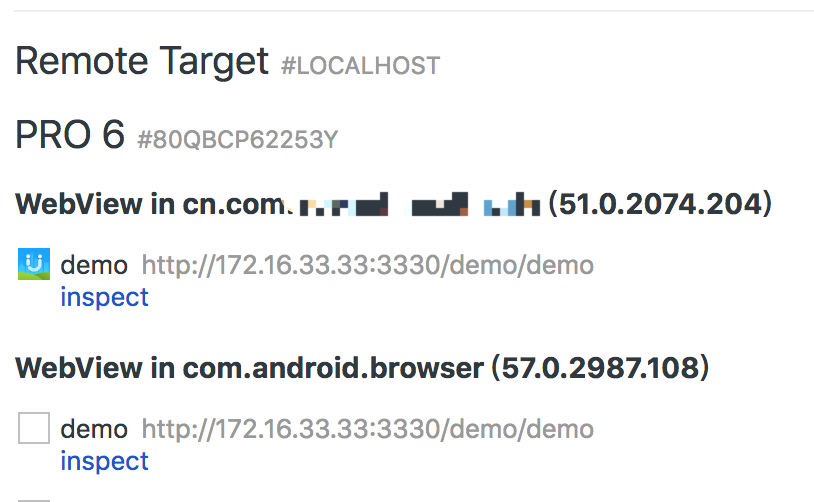 Remote Target #LOCALHOST
PRO 6 #80QBCP62253Y
WebView in cn.com. (51.0.2074.204)
demo http://172.16.33.33:3330/demo/demo
inspect
WebView in com.android.browser (57.0.2987.108)
demo http://172.16.33.33:3330/demo/demo
inspect